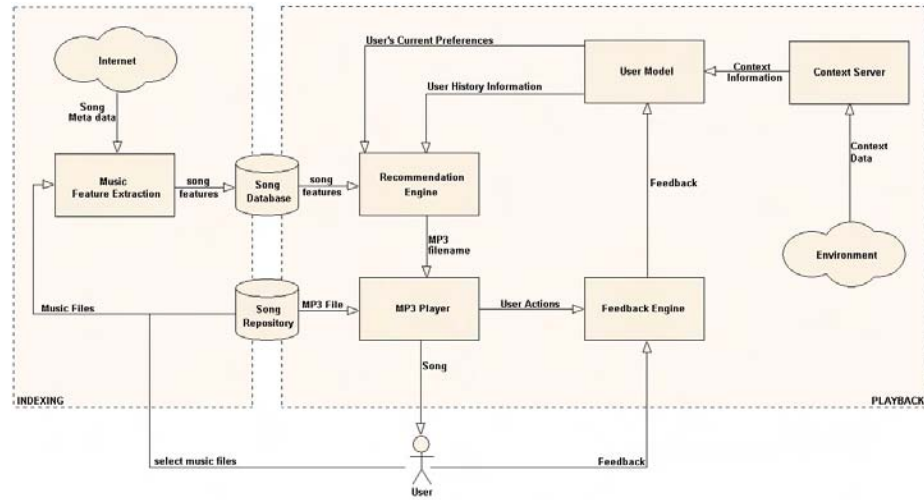 User's Current Preferences
Internet
User Model
Context
Information
Context Server
User History Information
Song
Meta data
Context
Data
Music
Feature Extraction
song
features
Song
Database
song
features
Recommendation
Engine
Feedback
MP3
filename
Environment
Music Files
Song
Repository
MP3 File
MP3 Player
User Actions
Feedback Engine
Song
INDEXING
PLAYBACK
select music files
Feedback
User